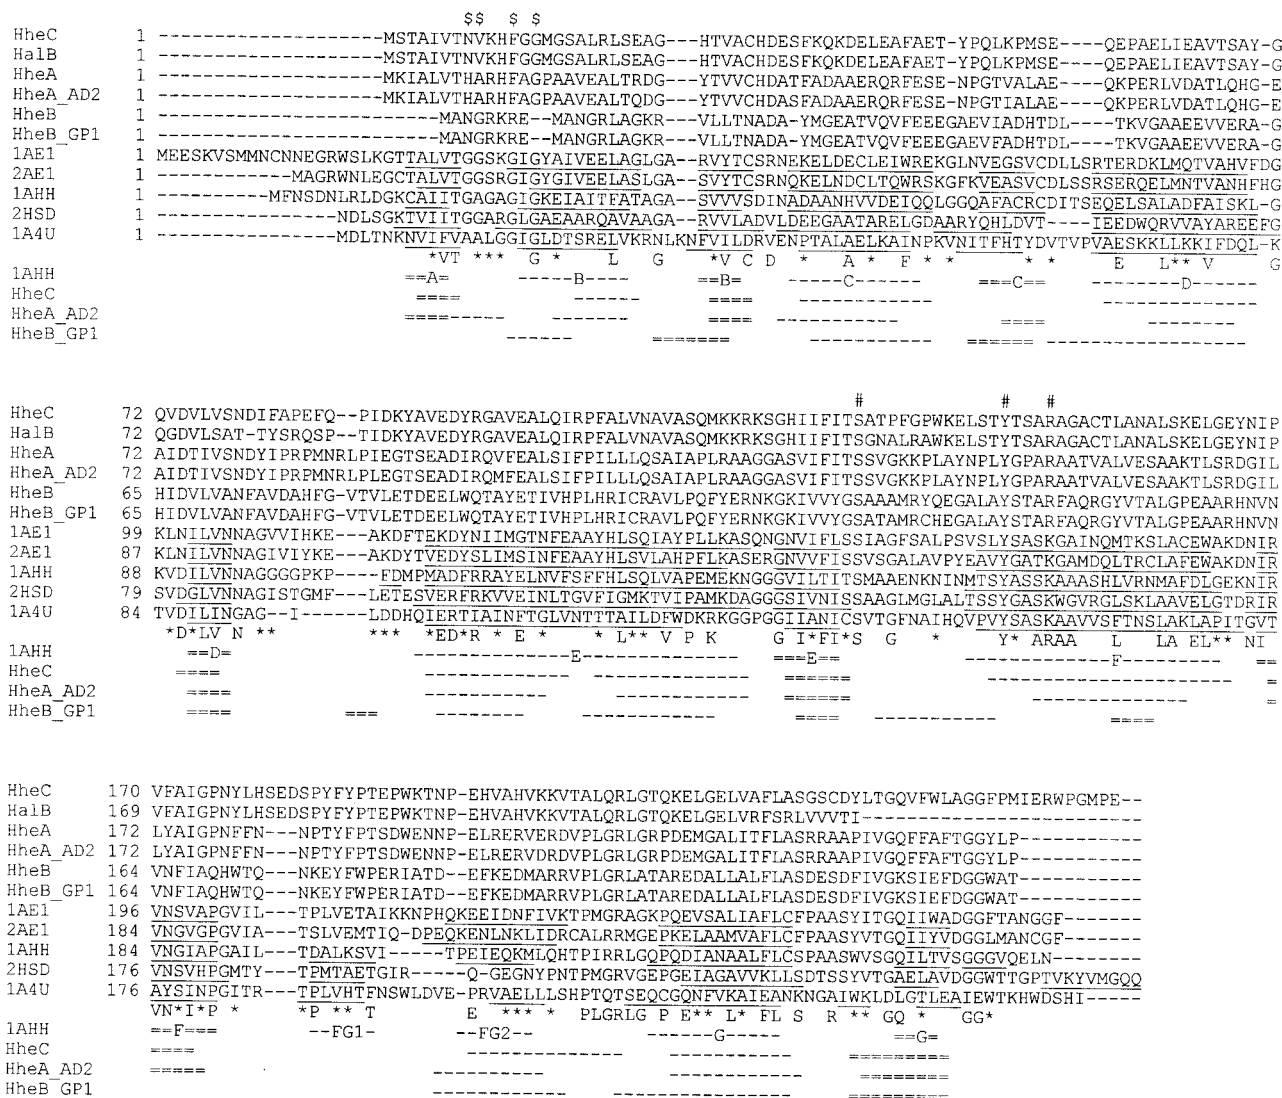 $$ $ $
HheC 1 ---------------------MSTAIVTNVKHFGGMGSALRLSEAG---HTVACHDESFKQKDELEAFAET-YPQLKPMSE----QEPAELIEAVTSAY-G
HalB 1 ---------------------MSTAIVTNVKHFGGMGSALRLSEAG---HTVACHDESFKQKDELEAFAET-YPQLKPMSE----QEPAELIEAVTSAY-G
HheA 1 ---------------------MKIALVTHARHFAGPAAVEALTRDG---YTVVCHDATFADAAERQRFESE-NPGTVALAE----QKPERLVDATLQHG-E
HheA_AD2 1 ---------------------MKIALVTHARHFAGPAAVEALTQDG---YTVVCHDASFADAAERQRFESE-NPGTIALAE----QKPERLVDATLQHG-E
HheB 1 --------------------------MANGRKRE--MANGRLAGKR---VLLTNADA-YMGEATVQVFEEEGAEVIADHTDL----TKVGAAEEVVERA-G
HheB_GP1 1 --------------------------MANGRKRE--MANGRLAGKR---VLLTNADA-YMGEATVQVFEEEGAEVFADHTDL----TKVGAAEEVVERA-G
1AE1 1 MEESKVSMMNCNNEGRWSLKGTTALVTGGSKGIGYAIVEELAGLGA--RVYTCSRNEKELDECLEIWREKGLNVEGSVCDLLSRTERDKLMQTVAHVFDG
2AE1 1 ------------MAGRWNLEGCTALVTGGSRGIGYGIVEELASLGA--SVYTCSRNQKELNDCLTQWRSKGFKVEASVCDLSSRSERQELMNTVANHFHG
1AHH 1 ----------MFNSDNLRLDGKCAIITGAGAGIGKEIAITFATAGA--SVVVSDINADAANHVVDEIQQLGGQAFACRCDITSEQELSALADFAISKL-G
2HSD 1 ----------------NDLSGKTVIITGGARGLGAEAARQAVAAGA--RVVLADVLDEEGAATARELGDAARYQHLDVT---IEEDWQRVVAYAREEFG
1A4U 1 --------------MDLTNKNVIFVAALGGIGLDTSRELVKRNLKNFVILDRVENPTALAELKAINPKVNITFHTYDVTVPVAESKKLLKKIFDQL-K
*VT G * L G *V C D * A * F * * * * E L** V G
1AHH ==A= -----B---- ==B= -----C------ ===C== -------D------
HheC ==== ------ ==== ------------ --------------
HheA_AD2 ====----- ------- ==== ----------- ==== --------
HheB_GP1 ------ ======= ----------- ====== -------------------
# # #
HheC 72 QVDVLVSNDIFAPEFQ--PIDKYAVEDYRGAVEALQIRPFALVNAVASQMKKRKSGHIIFITSATPFGPWKELSTYTSARAGACTLANALSKELGEYNIP
HalB 72 QGDVLSAT-TYSRQSP--TIDKYAVEDYRGAVEALQIRPFALVNAVASQMKKRKSGHIIFITSGNALRAWKELSTYTSARAGACTLANALSKELGEYNIP
HheA 72 AIDTIVSNDYIPRPMNRLPIEGTSEADIRQVFEALSIFPILLLQSAIAPLRAAGGASVIFITSSVGKKPLAYNPLYGPARAATVALVESAAKTLSRDGIL
HheA_AD2 72 AIDTIVSNDYIPRPMNRLPLEGTSEADIRQMFEALSIFPILLLQSAIAPLRAAGGASVIFITSSVGKKPLAYNPLYGPARAATVALVESAAKTLSRDGIL
HheB 65 HIDVLVANFAVDAHFG-VTVLETDEELWQTAYETIVHPLHRICRAVLPQFYERNKGKIVVYGSAAAMRYQEGALAYSTARFAQRGYVTALGPEAARHNVN
HheB_GP1 65 HIDVLVANFAVDAHFG-VTVLETDEELWQTAYETIVHPLHRICRAVLPQFYERNKGKIVVYGSATAMRCHEGALAYSTARFAQRGYVTALGPEAARHNVN
1AE1 99 KLNILVNNAGVVIHKE--AKDFTEKDYNIIMGTNFEAAYHLSQIAYPLLKASQNGNVIFLSSIAGFSALPSVSLYSASKGAINQMTKSLACEWAKDNIR
2AE1 87 KLNILVNNAGIVIYKE--AKDYTVEDYSLIMSINFEAAYHLSVLAHPFLKASERGNVVFISSVSGALAVPYEAVYGATKGAMDQLTRCLAFEWAKDNIR
1AHH 88 KVDILVNNAGGGGPKP----FDMPMADFRRAYELNVFSFFHLSQLVAPEMEKNGGGVILTITSMAAENKNINMTSYASSKAAASHLVRNMAFDLGEKNIR
2HSD 79 SVDGLVNNAGISTGMF---LETESVERFRKVVEINLTGVFIGMKTVIPAMKDAGGGSIVNISSAAGLMGLALTSSYGASKWGVRGLSKLAAVELGTDRIR
1A4U 84 TVDILINGAG--I------LDDHQIERTIAINFTGLVNTTTAILDFWDKRKGGPGGIIANICSVTGFNAIHQVPVYSASKAAVVSFTNSLAKLAPITGVT
*D*LV N ** *** *ED*R * E * * L** V P K G I*FI*S G * Y* ARAA L LA EL** NI
1AHH ==D= ---------------E-------------- ===E== --------------F---------- ==
HheC ==== -------------- --------------- ====== -----------------------
HheA_AD2 ==== ----------- ------------- ====== --------------- =
HheB_GP1 ==== === ----------- ------------- ==== ------------ ====
HheC 170 VFAIGPNYLHSEDSPYFYPTEPWKTNP-EHVAHVKKVTALQRLGTQKELGELVAFLASGSCDYLTGQVFWLAGGFPMIERWPGMPE--
HalB 169 VFAIGPNYLHSEDSPYFYPTEPWKTNP-EHVAHVKKVTALQRLGTQKELGELVRFSRLVVVTI-------------------------
HheA 172 LYAIGPNFFN---NPTYFPTSDWENNP-ELRERVERDVPLGRLGRPDEMGALITFLASRRAAPIVGQFFAFTGGYLP-----------
HheA_AD2 172 LYAIGPNFFN---NPTYFPTSDWENNP-ELRERVDRDVPLGRLGRPDEMGALITFLASRRAAPIVGQFFAFTGGYLP-----------
HheB 164 VNFIAQHWTQ---NKEYFWPERIATD--EFKEDMARRVPLGRLATAREDALLALFLASDESDFIVGKSIEFDGGWAT-----------
HheB_GP1 164 VNFIAQHWTQ---NKEYFWPERIATD--EFKEDMARRVPLGRLATAREDALLALFLASDESDFIVGKSIEFDGGWAT-----------
1AE1 196 VNSVAPGVIL---TPLVETAIKKNPHQKEEIDNFIVKTPMGRAGKPQEVSALIAFLCFPAASYITGQIIWADGGFTANGGF-------
2AE1 184 VNGVGPGVIA---TSLVEMTIQ-DPEQKENLNKLIDRCALRRMGEPKELAAMVAFLCFPAASYVTGQIIYVDGGLMANCGF-------
1AHH 184 VNGIAPGAIL---TDALKSVI---TPEIEQKMLQHTPIRRLGQPQDIANAALFLCSPAASWVSGQILTVSGGGVQELN-------
2HSD 176 VNSVHPGMTY---TPMTAETGIR---Q-GEGNYPNTPMGRVGEPGEIAGAVVKLLSDTSSYVTGAELAVDGGWTTGPTVKYVMGQQ
1A4U 176 AYSINPGITR---TPLVHTFNSWLDVE-PRVAELLLSHPTQTSEQCGQNFVKAIEANKNGAIWKLDLGTLEAIEWTKHWDSHI-----
VN*I*P * *P ** T E **** * PLGRLG P E** L* FL S R ** GQ * GG*
1AHH ==F== --FG1-- --FG2-- ------G---- ==G=
HheC ==== --------------- ----------- =========
HheA_AD2 ===== ---------- ----------- ========
HheB_GP1 ------------ -------------- =========